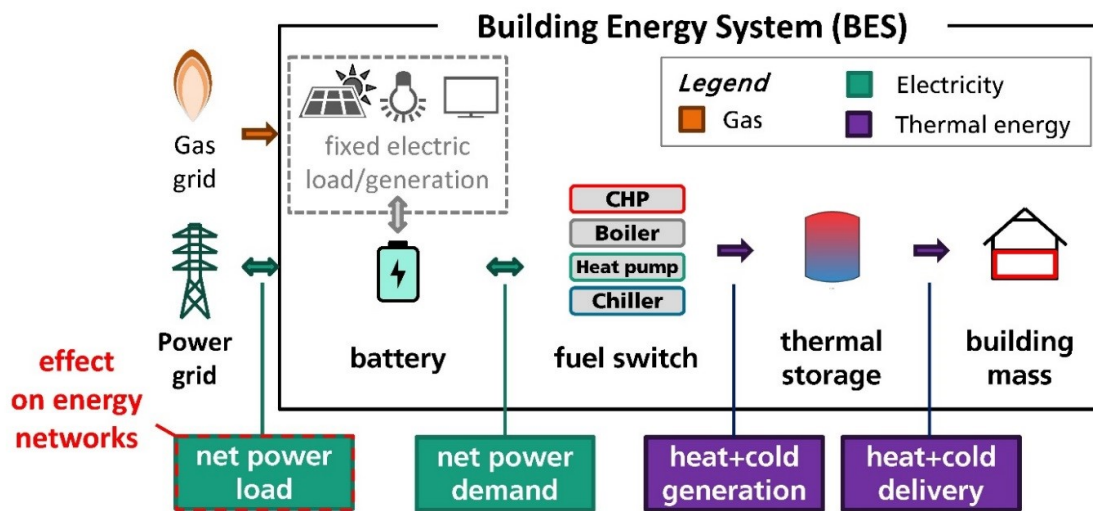 Building Energy System (BES)
Legend
Gas
Electricity
Thermal energy
Gas
grid
fixed electric
load/generation
Power
grid
battery
CHP
Boiler
Heat pump
Chiller
fuel switch
thermal
storage
building
mass
effect
on energy
networks
net power
load
net power
demand
heat+cold
generation
heat+cold
delivery